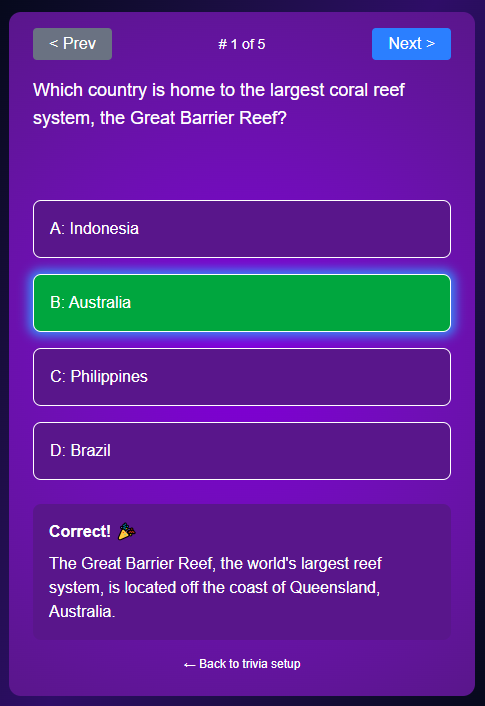 < Prev
# 1 of 5
Next >
Which country is home to the largest coral reef
system, the Great Barrier Reef?
A: Indonesia
B: Australia
C: Philippines
D: Brazil
Correct! 🎉
The Great Barrier Reef, the world's largest reef
system, is located off the coast of Queensland,
Australia.
← Back to trivia setup